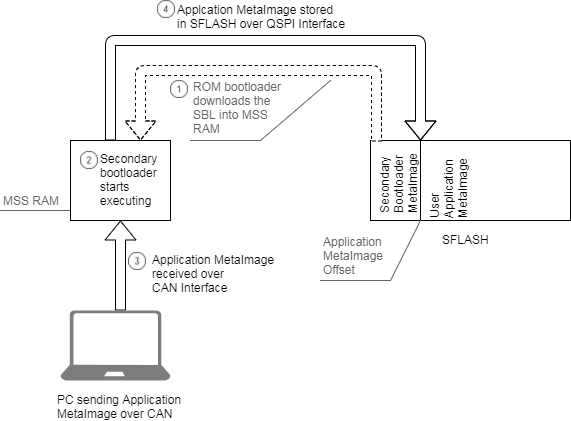 4 Application MetaImage stored
in SFLASH over QSPI Interface
1 ROM bootloader
downloads the
SBL into MSS
RAM
2 Secondary
bootloader
starts
executing
MSS RAM
Secondary
Bootloader
MetaImage
User
Application
MetaImage
SFLASH
Application
MetaImage
Offset
3 Application MetaImage
received over
CAN Interface
PC sending Application
MetaImage over CAN